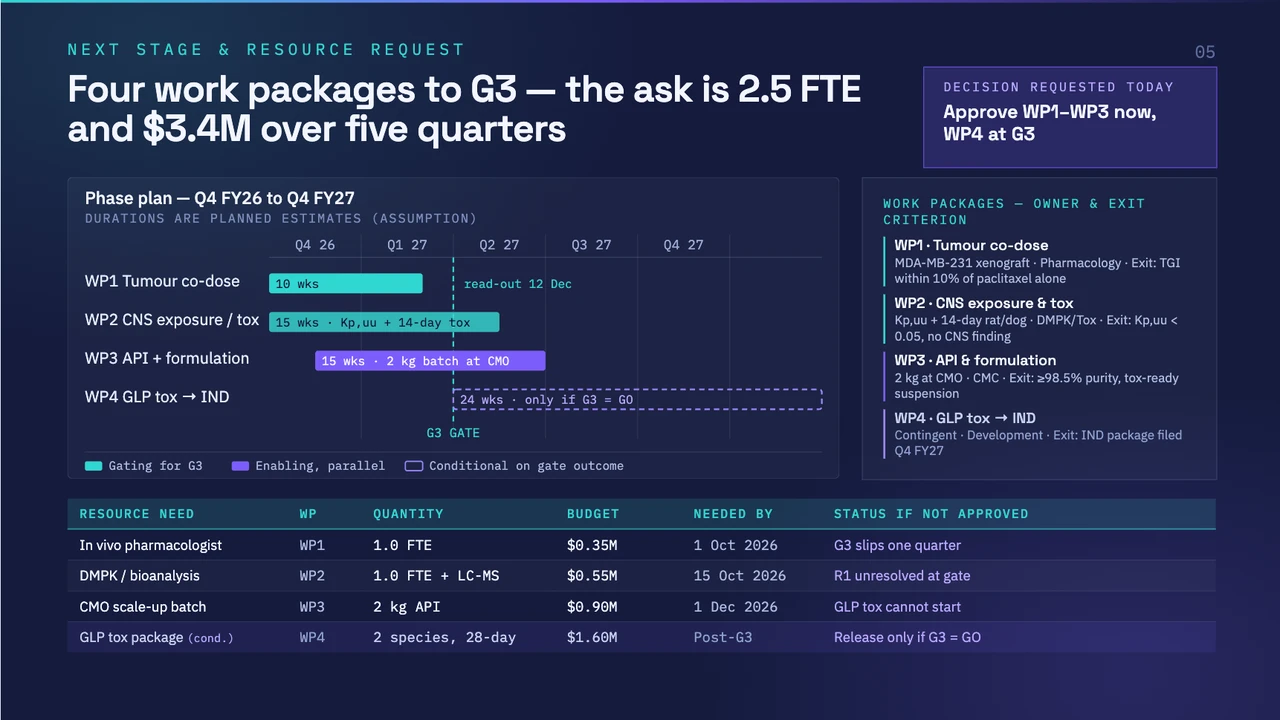 NEXT STAGE & RESOURCE REQUEST
05
Four work packages to G3 — the ask is 2.5 FTE
and $3.4M over five quarters
DECISION REQUESTED TODAY
Approve WP1–WP3 now,
WP4 at G3
Phase plan — Q4 FY26 to Q4 FY27
DURATIONS ARE PLANNED ESTIMATES (ASSUMPTION)
Q4 26 Q1 27 Q2 27 Q3 27 Q4 27
WP1 Tumour co-dose 10 wks read-out 12 Dec
WP2 CNS exposure / tox 15 wks · Kp,uu + 14-day tox
WP3 API + formulation 15 wks · 2 kg batch at CMO
WP4 GLP tox → IND 24 wks · only if G3 = GO
G3 GATE
Gating for G3 Enabling, parallel Conditional on gate outcome
WORK PACKAGES — OWNER & EXIT
CRITERION
WP1 · Tumour co-dose
MDA-MB-231 xenograft · Pharmacology · Exit: TGI
within 10% of paclitaxel alone
WP2 · CNS exposure & tox
Kp,uu + 14-day rat/dog · DMPK/Tox · Exit: Kp,uu <
0.05, no CNS finding
WP3 · API & formulation
2 kg at CMO · CMC · Exit: ≥98.5% purity, tox-ready
suspension
WP4 · GLP tox → IND
Contingent · Development · Exit: IND package filed
Q4 FY27
RESOURCE NEED WP QUANTITY BUDGET NEEDED BY STATUS IF NOT APPROVED
In vivo pharmacologist WP1 1.0 FTE $0.35M 1 Oct 2026 G3 slips one quarter
DMPK / bioanalysis WP2 1.0 FTE + LC-MS $0.55M 15 Oct 2026 R1 unresolved at gate
CMO scale-up batch WP3 2 kg API $0.90M 1 Dec 2026 GLP tox cannot start
GLP tox package (cond.) WP4 2 species, 28-day $1.60M Post-G3 Release only if G3 = GO